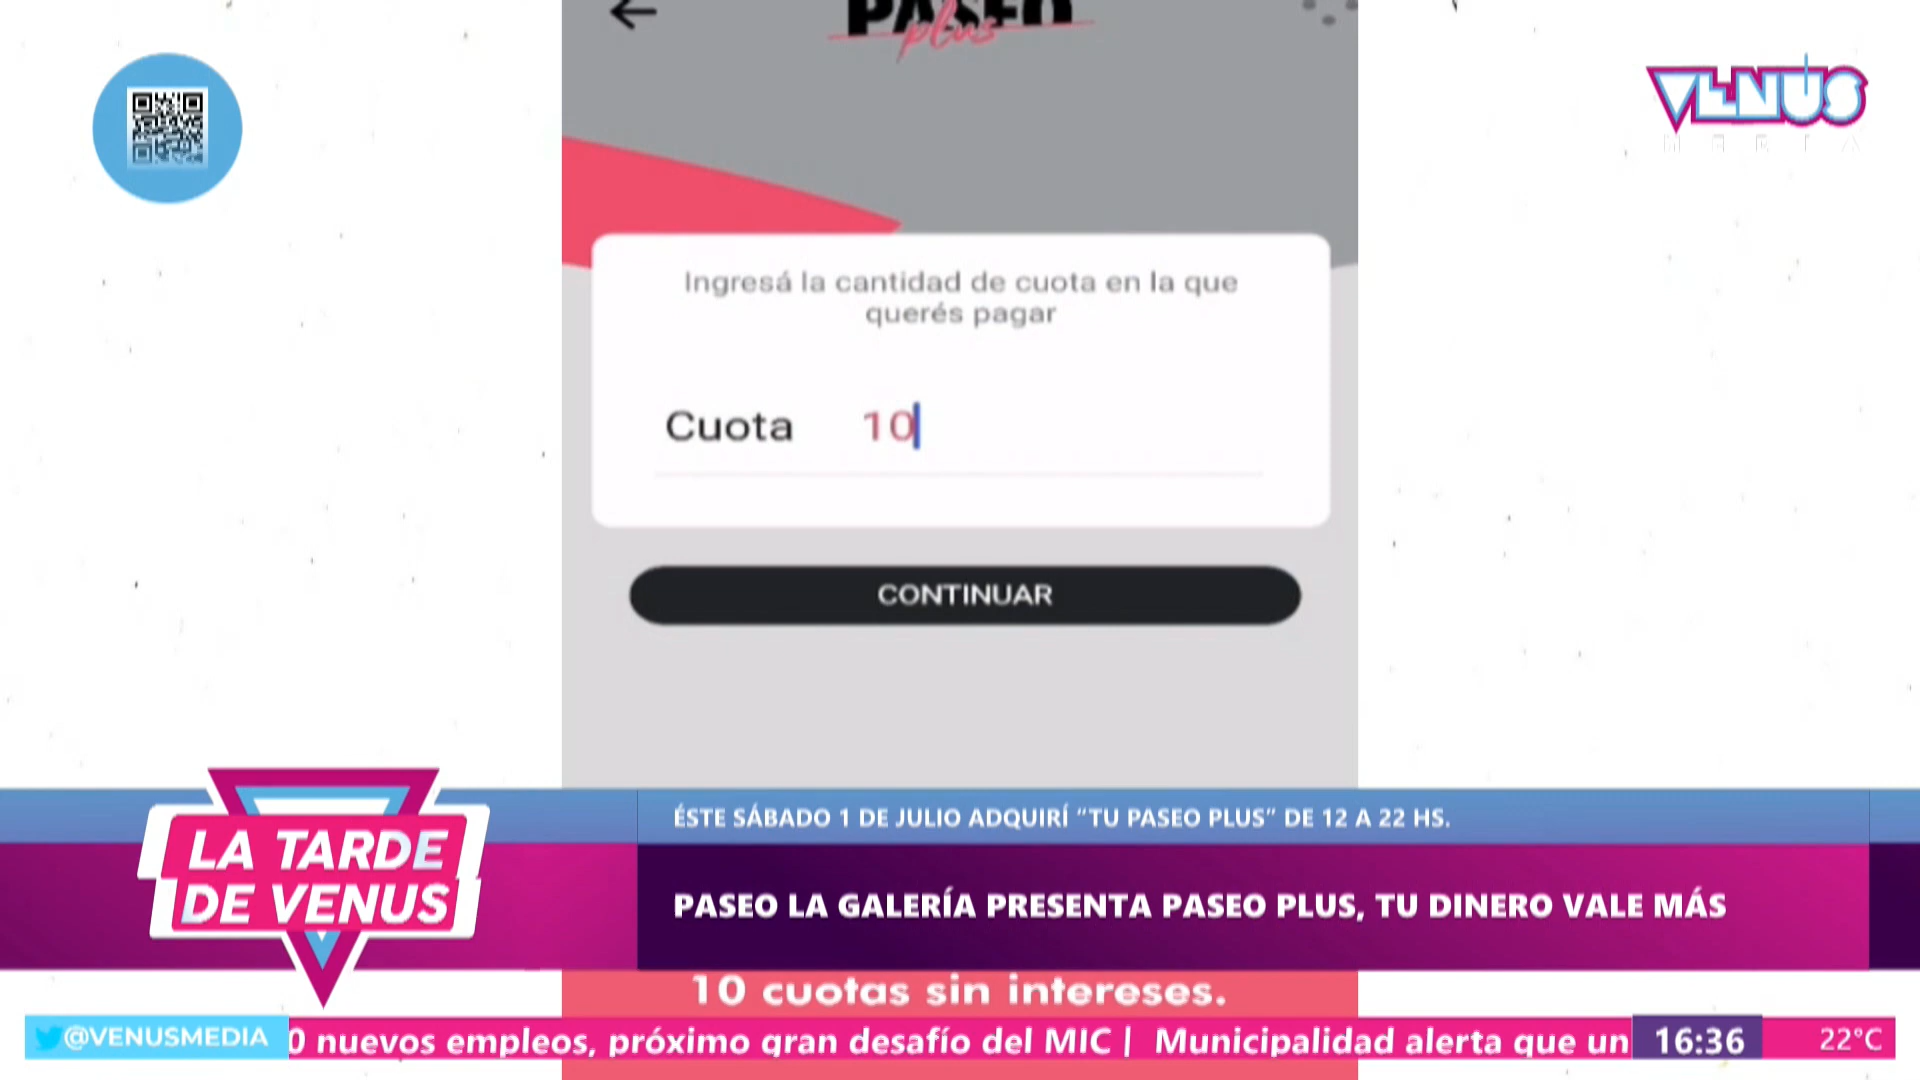 PASEO
plus
VENUS
MEDIA
Ingresá la cantidad de cuota en la que
querés pagar
Cuota 10
CONTINUAR
LA TARDE
DE VENUS
ÉSTE SÁBADO 1 DE JULIO ADQUIRÍ “TU PASEO PLUS” DE 12 A 22 HS.
PASEO LA GALERÍA PRESENTA PASEO PLUS, TU DINERO VALE MÁS
10 cuotas sin intereses.
@VENUSMEDIA
0 nuevos empleos, próximo gran desafío del MIC | Municipalidad alerta que un
16:36
22°C